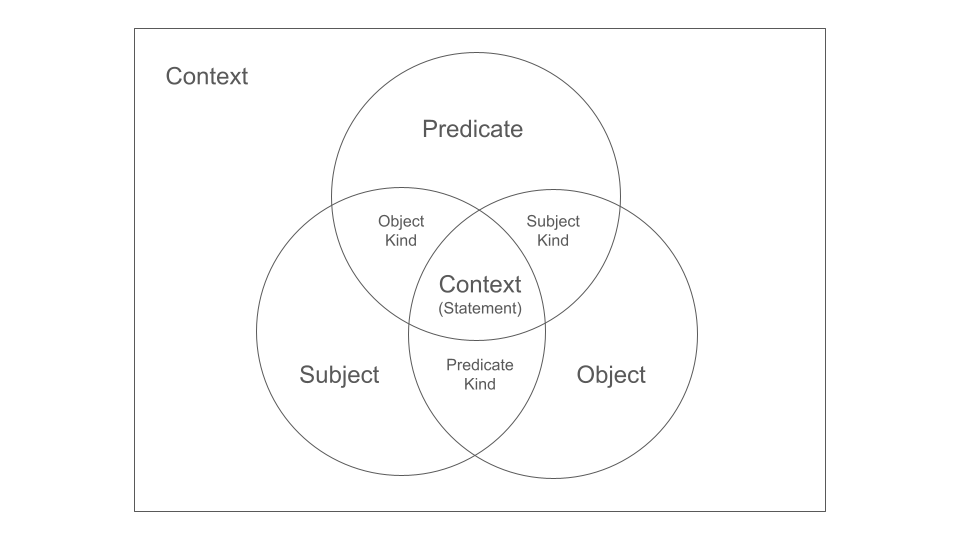 Context
Predicate
Object
Kind
Subject
Kind
Context
(Statement)
Subject
Predicate
Kind
Object